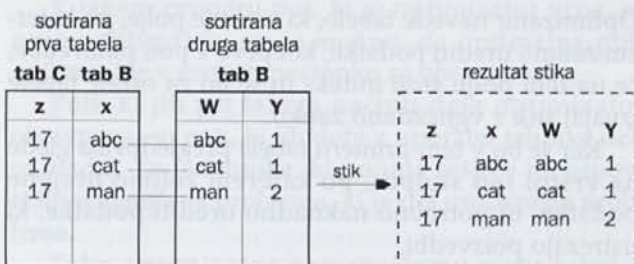 sortirana sortirana
prva tabela druga tabela
tab C tab B tab B rezultat stika
z x W Y
17 abc abc 1
17 cat cat 1
17 man man 2
stik
z x W Y
17 abc abc 1
17 cat cat 1
17 man man 2